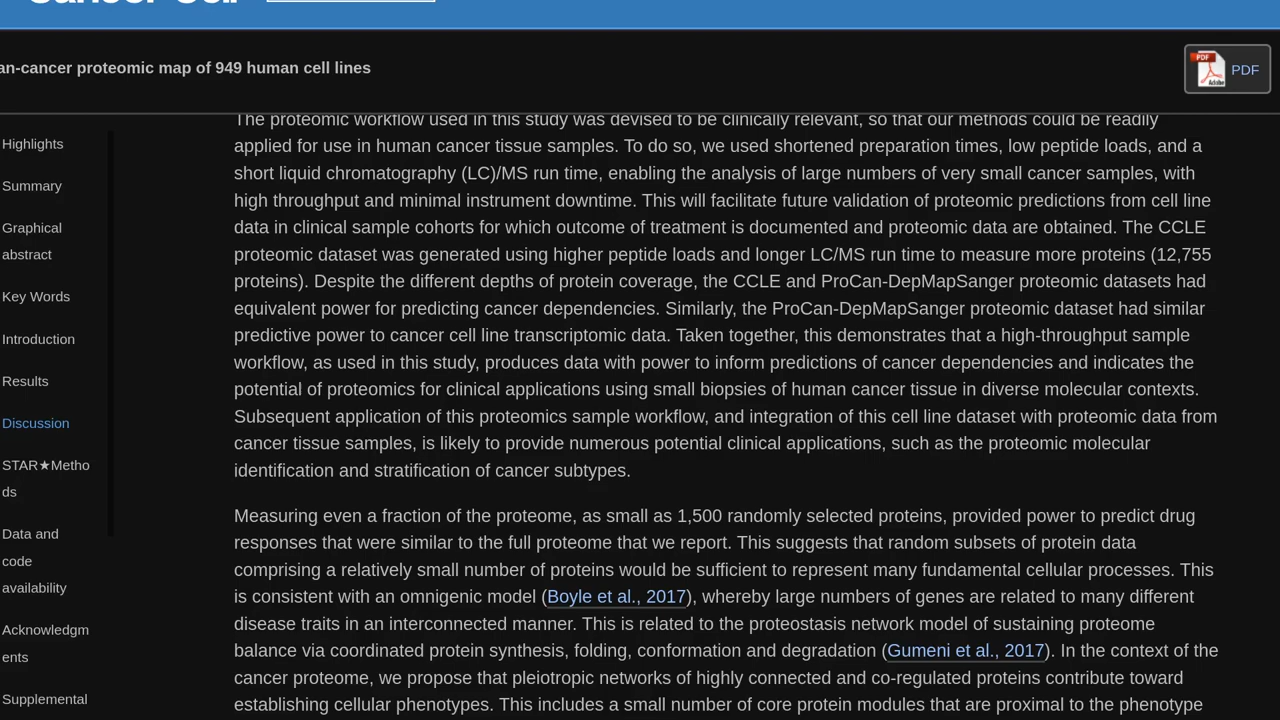 Cancer Cell
an-cancer proteomic map of 949 human cell lines
PDF
Adobe
PDF
Highlights
Summary
Graphical
abstract
Key Words
Introduction
Results
Discussion
STAR★Metho
ds
Data and
code
availability
Acknowledgm
ents
Supplemental
The proteomic workflow used in this study was devised to be clinically relevant, so that our methods could be readily
applied for use in human cancer tissue samples. To do so, we used shortened preparation times, low peptide loads, and a
short liquid chromatography (LC)/MS run time, enabling the analysis of large numbers of very small cancer samples, with
high throughput and minimal instrument downtime. This will facilitate future validation of proteomic predictions from cell line
data in clinical sample cohorts for which outcome of treatment is documented and proteomic data are obtained. The CCLE
proteomic dataset was generated using higher peptide loads and longer LC/MS run time to measure more proteins (12,755
proteins). Despite the different depths of protein coverage, the CCLE and ProCan-DepMapSanger proteomic datasets had
equivalent power for predicting cancer dependencies. Similarly, the ProCan-DepMapSanger proteomic dataset had similar
predictive power to cancer cell line transcriptomic data. Taken together, this demonstrates that a high-throughput sample
workflow, as used in this study, produces data with power to inform predictions of cancer dependencies and indicates the
potential of proteomics for clinical applications using small biopsies of human cancer tissue in diverse molecular contexts.
Subsequent application of this proteomics sample workflow, and integration of this cell line dataset with proteomic data from
cancer tissue samples, is likely to provide numerous potential clinical applications, such as the proteomic molecular
identification and stratification of cancer subtypes.
Measuring even a fraction of the proteome, as small as 1,500 randomly selected proteins, provided power to predict drug
responses that were similar to the full proteome that we report. This suggests that random subsets of protein data
comprising a relatively small number of proteins would be sufficient to represent many fundamental cellular processes. This
is consistent with an omnigenic model (Boyle et al., 2017), whereby large numbers of genes are related to many different
disease traits in an interconnected manner. This is related to the proteostasis network model of sustaining proteome
balance via coordinated protein synthesis, folding, conformation and degradation (Gumeni et al., 2017). In the context of the
cancer proteome, we propose that pleiotropic networks of highly connected and co-regulated proteins contribute toward
establishing cellular phenotypes. This includes a small number of core protein modules that are proximal to the phenotype